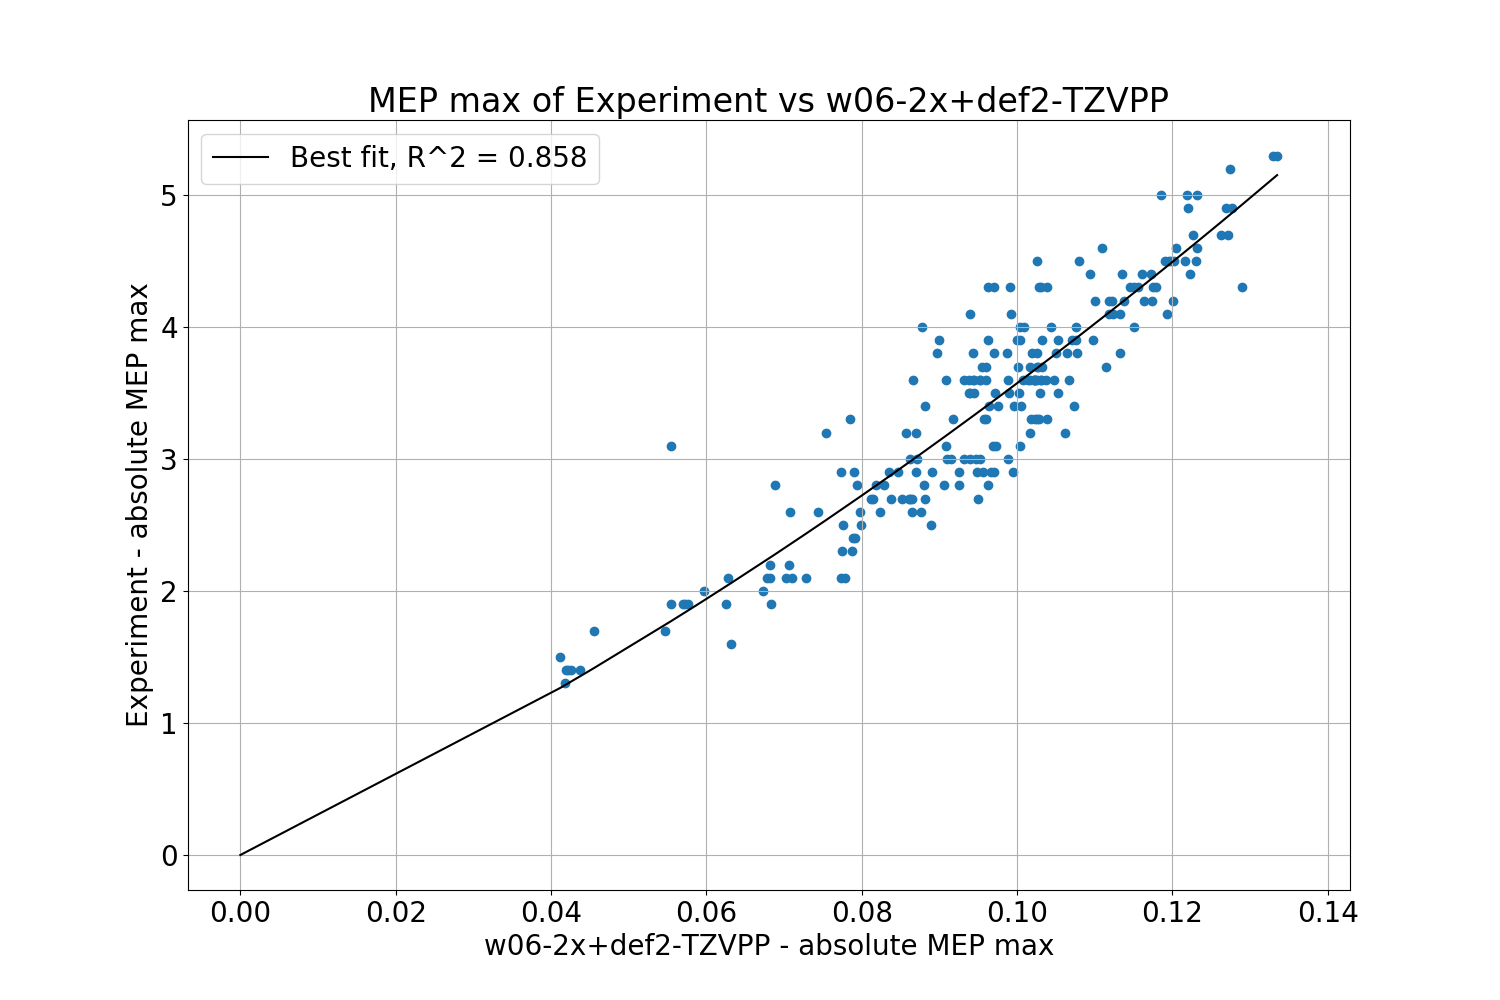 MEP max of Experiment vs w06-2x+def2-TZVPP
Best fit, R^2 = 0.858
5
4
3
2
1
0
Experiment - absolute MEP max
0.00 0.02 0.04 0.06 0.08 0.10 0.12 0.14
w06-2x+def2-TZVPP - absolute MEP max